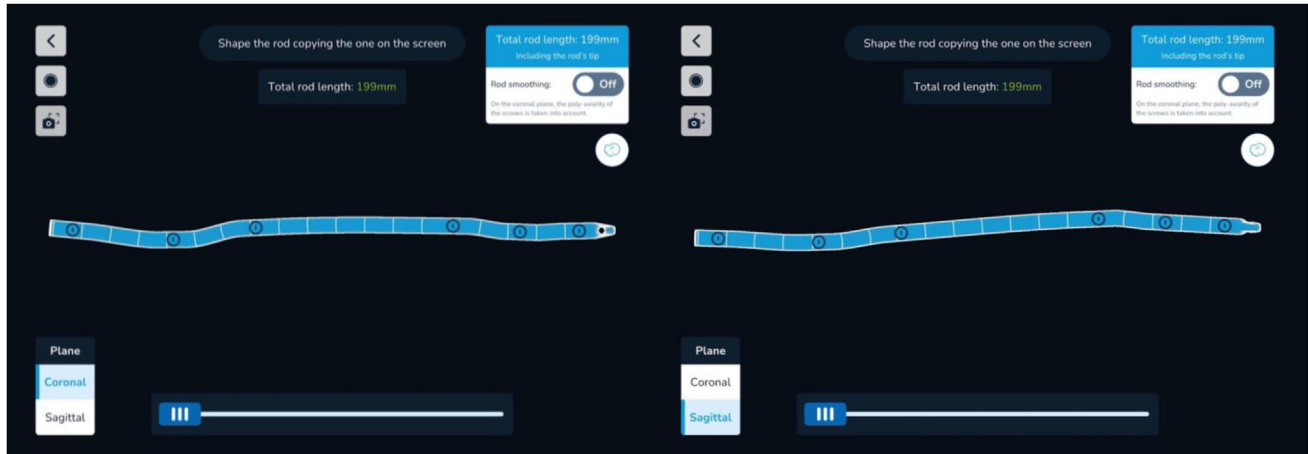 Shape the rod copying the one on the screen
Total rod length: 199mm
Total rod length: 199mm
Including the rod's tip
Rod smoothing: Off
On the coronal plane, the poly-axiality of
the screws is taken into account.
Plane
Coronal
Sagittal
Shape the rod copying the one on the screen
Total rod length: 199mm
Total rod length: 199mm
Including the rod's tip
Rod smoothing: Off
On the coronal plane, the poly-axiality of
the screws is taken into account.
Plane
Coronal
Sagittal